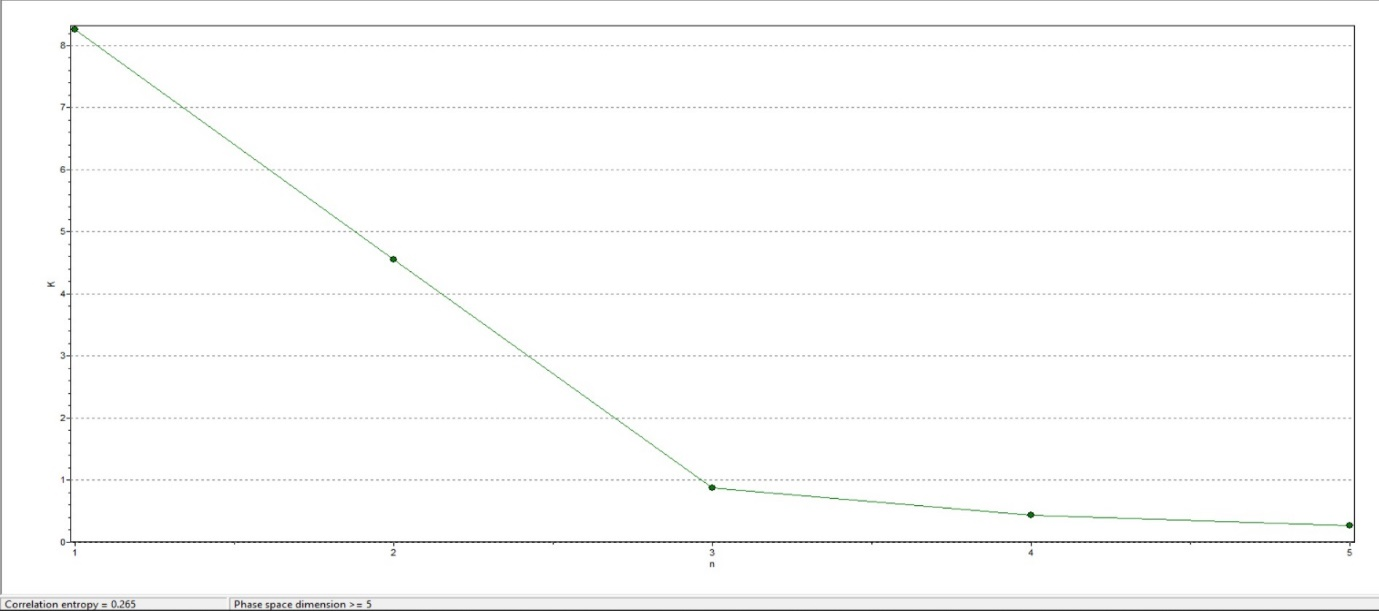 8
7
6
5
K
4
3
2
1
0
1 2 3 4 5
n
Correlation entropy = 0.265 Phase space dimension >= 5